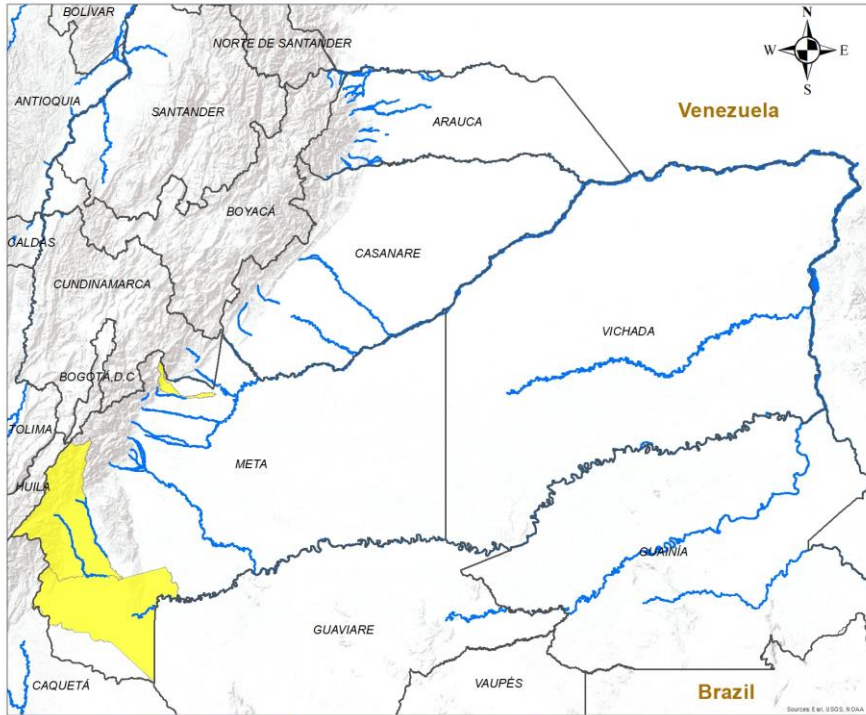 BOLÍVAR
N
W E
S
NORTE DE SANTANDER
ANTIOQUIA
SANTANDER
ARAUCA
Venezuela
BOYACÁ
CALDAS
CASANARE
CUNDINAMARCA
VICHADA
BOGOTÁ,D.C
TOLIMA
META
HUILA
GUAINÍA
GUAVIARE
CAQUETÁ
VAUPÉS
Brazil
Sources: Esri, USGS, NOAA